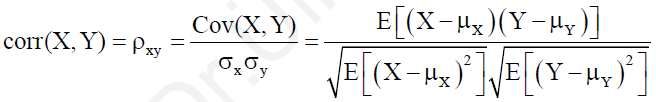 corr(X, Y) = ρ_xy = Cov(X, Y) / σ_x σ_y = E[(X − μ_X)(Y − μ_Y)] / √E[(X − μ_X)²] √E[(Y − μ_Y)²]